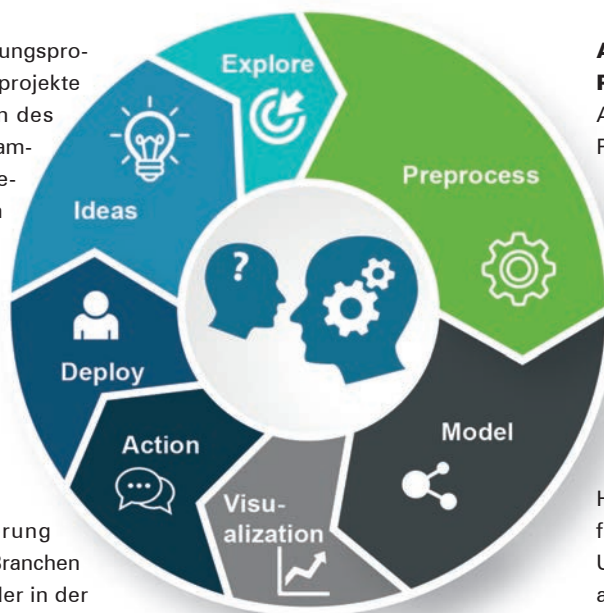 ungspro-
projekte
des
am-
e-
rung
Branchen
ler in der
Explore
Preprocess
Model
Visu-
alization
Action
Deploy
Ideas
?